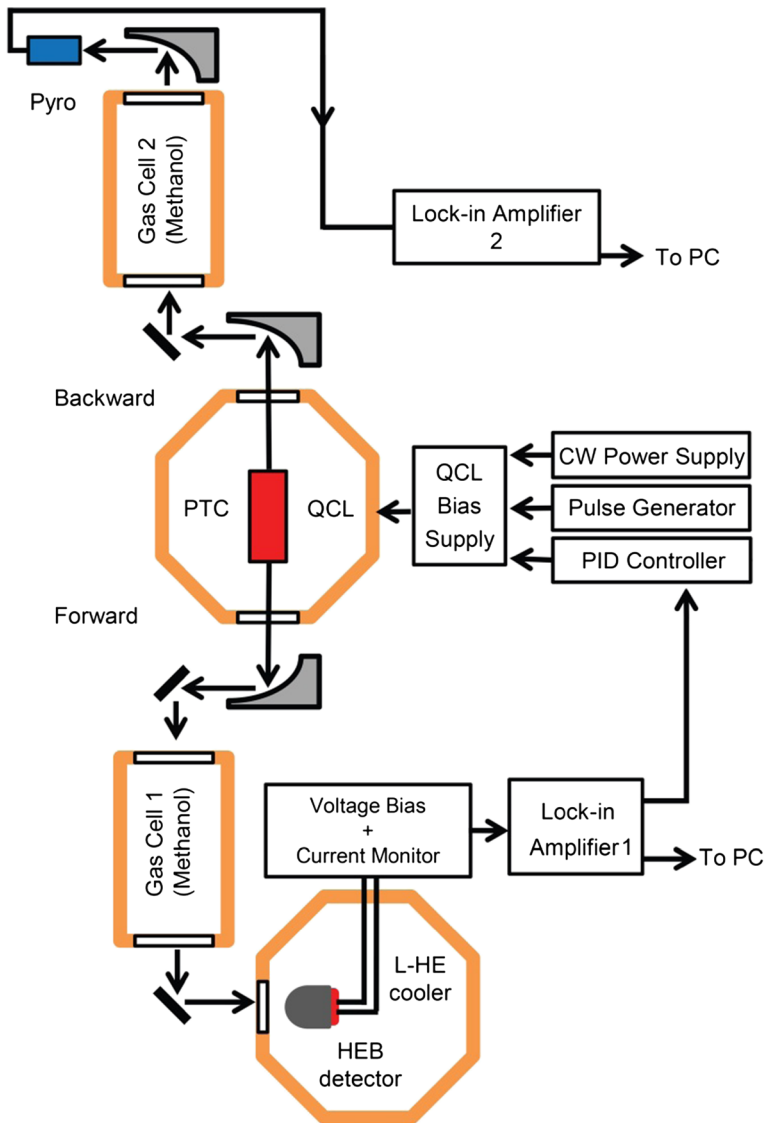 Pyro
Gas Cell 2
(Methanol)
Lock-in Amplifier
2
To PC
Backward
PTC
QCL
QCL
Bias
Supply
CW Power Supply
Pulse Generator
PID Controller
Forward
Gas Cell 1
(Methanol)
Voltage Bias
+
Current Monitor
Lock-in
Amplifier1
To PC
L-HE
cooler
HEB
detector